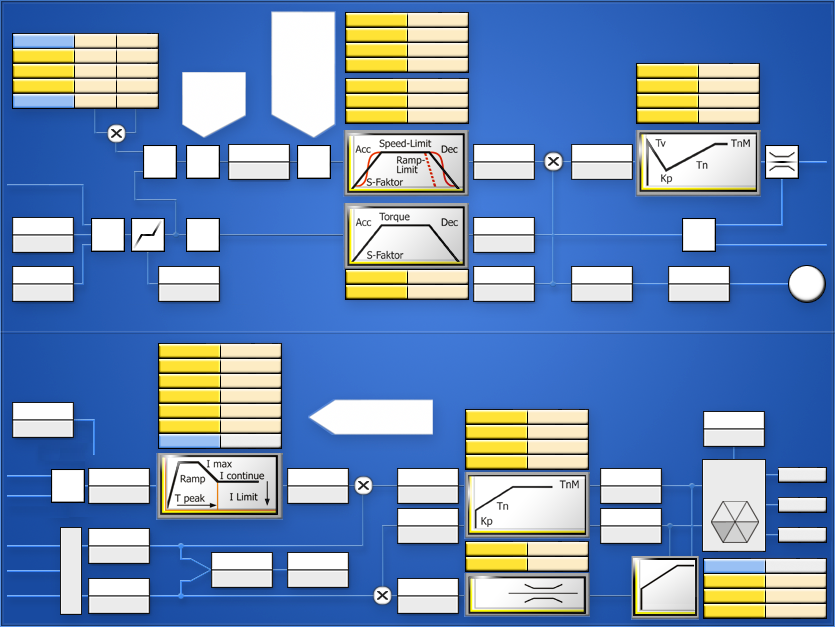 Speed-Limit
Acc
Dec
Ramp-
Limit
S-Faktor
Tv
TnM
Tn
Kp
Torque
Acc
Dec
S-Faktor
I max
Ramp
I continue
T peak
I Limit
TnM
Tn
Kp